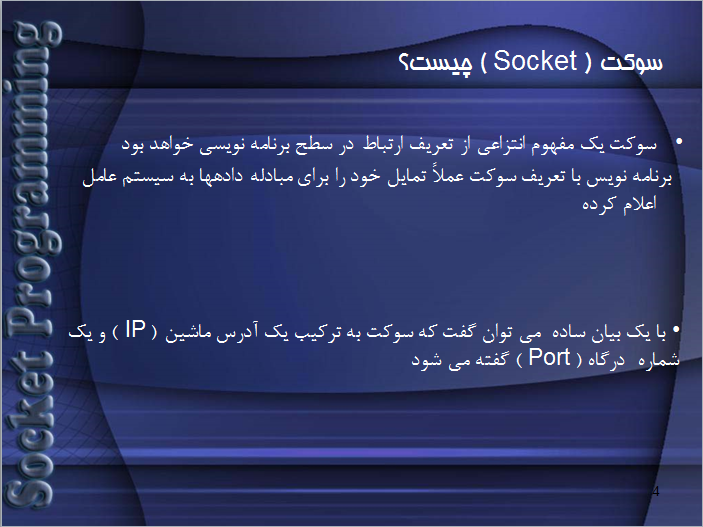 سوکت ( Socket ) چیست؟
• سوکت یک مفهوم انتزاعی از تعریف ارتباط در سطح برنامه نویسی خواهد بود
برنامه نویس با تعریف سوکت عملاً تمایل خود را برای مبادله دادهها به سیستم عامل
اعلام کرده
• با یک بیان ساده می توان گفت که سوکت به ترکیب یک آدرس ماشین ( IP ) و یک
شماره درگاه ( Port ) گفته می شود
Socket Programming
4